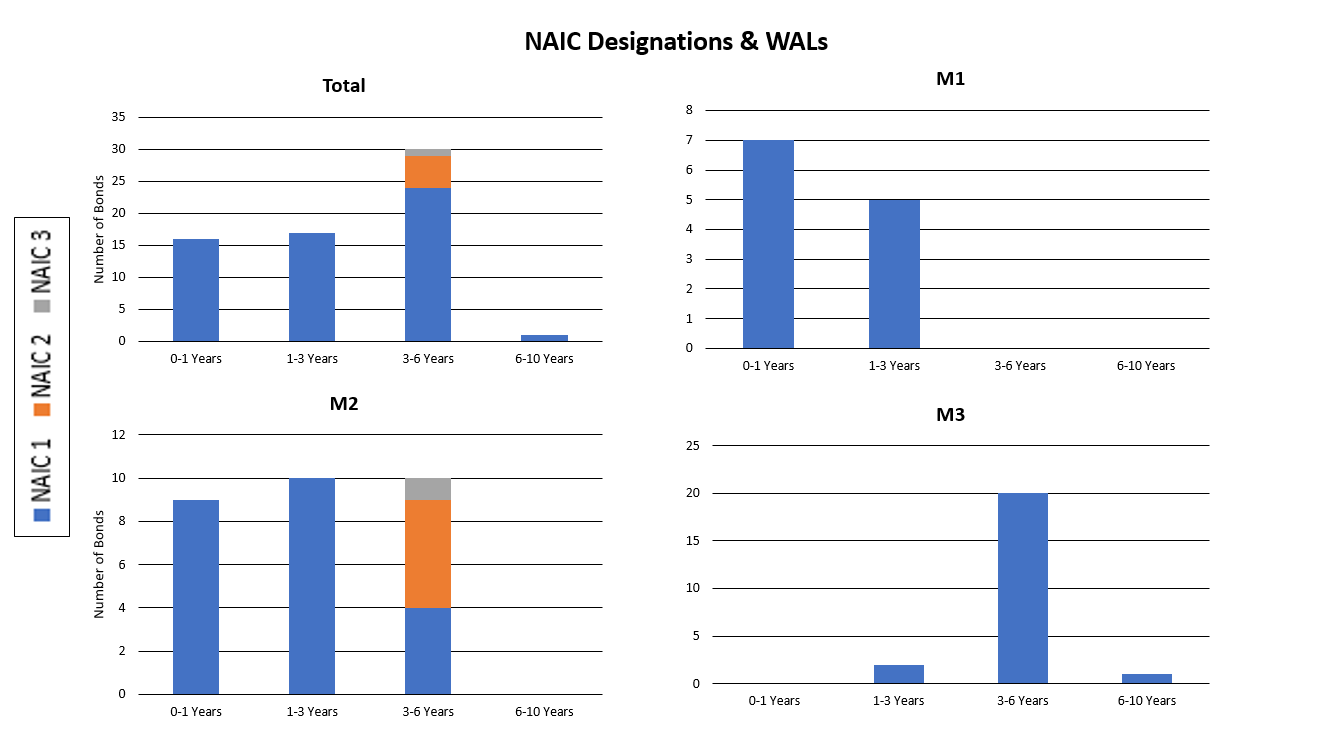 NAIC Designations & WALs
Total
35
30
25
20
15
10
5
0
Number of Bonds
0-1 Years
1-3 Years
3-6 Years
6-10 Years
M1
8
7
6
5
4
3
2
1
0
0-1 Years
1-3 Years
3-6 Years
6-10 Years
NAIC 1 NAIC 2 NAIC 3
M2
12
10
8
6
4
2
0
Number of Bonds
0-1 Years
1-3 Years
3-6 Years
6-10 Years
M3
25
20
15
10
5
0
0-1 Years
1-3 Years
3-6 Years
6-10 Years